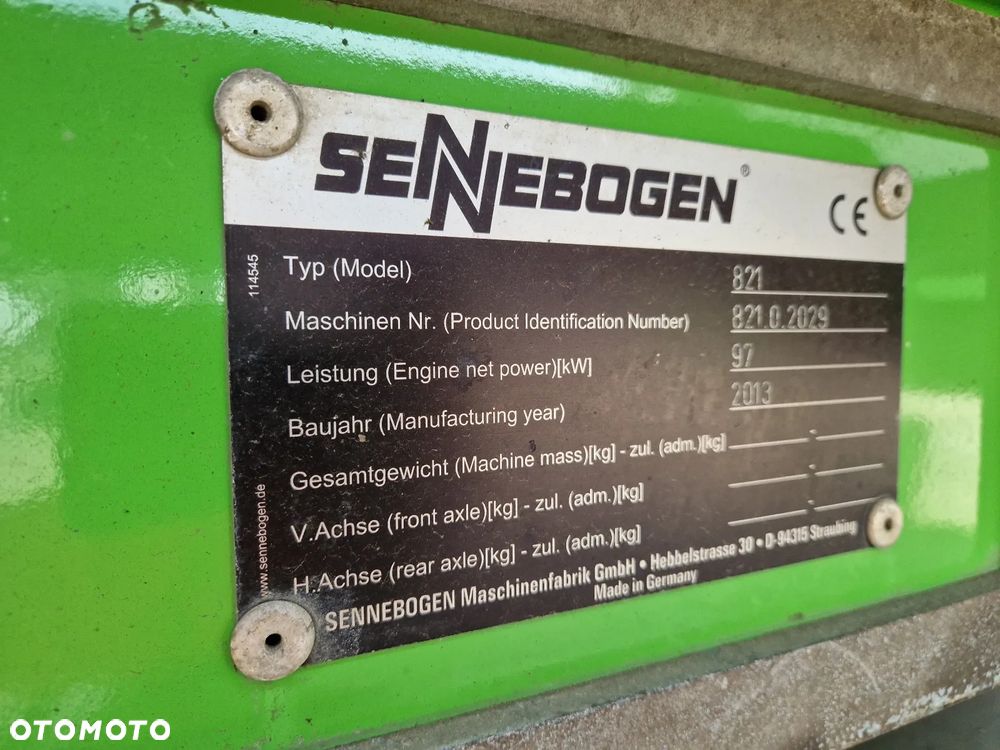 SENNEBOGEN®
CE
114545
Typ (Model) 821
Maschinen Nr. (Product Identification Number) 821.0.2029
Leistung (Engine net power)[kW] 97
Baujahr (Manufacturing year) 2013
Gesamtgewicht (Machine mass)[kg] - zul. (adm.)[kg] -
V.Achse (front axle)[kg] - zul. (adm.)[kg] -
H.Achse (rear axle)[kg] - zul. (adm.)[kg] -
www.sennebogen.de
SENNEBOGEN Maschinenfabrik GmbH • Hebbelstrasse 30 • D-94315 Straubing
Made in Germany
OTOMOTO